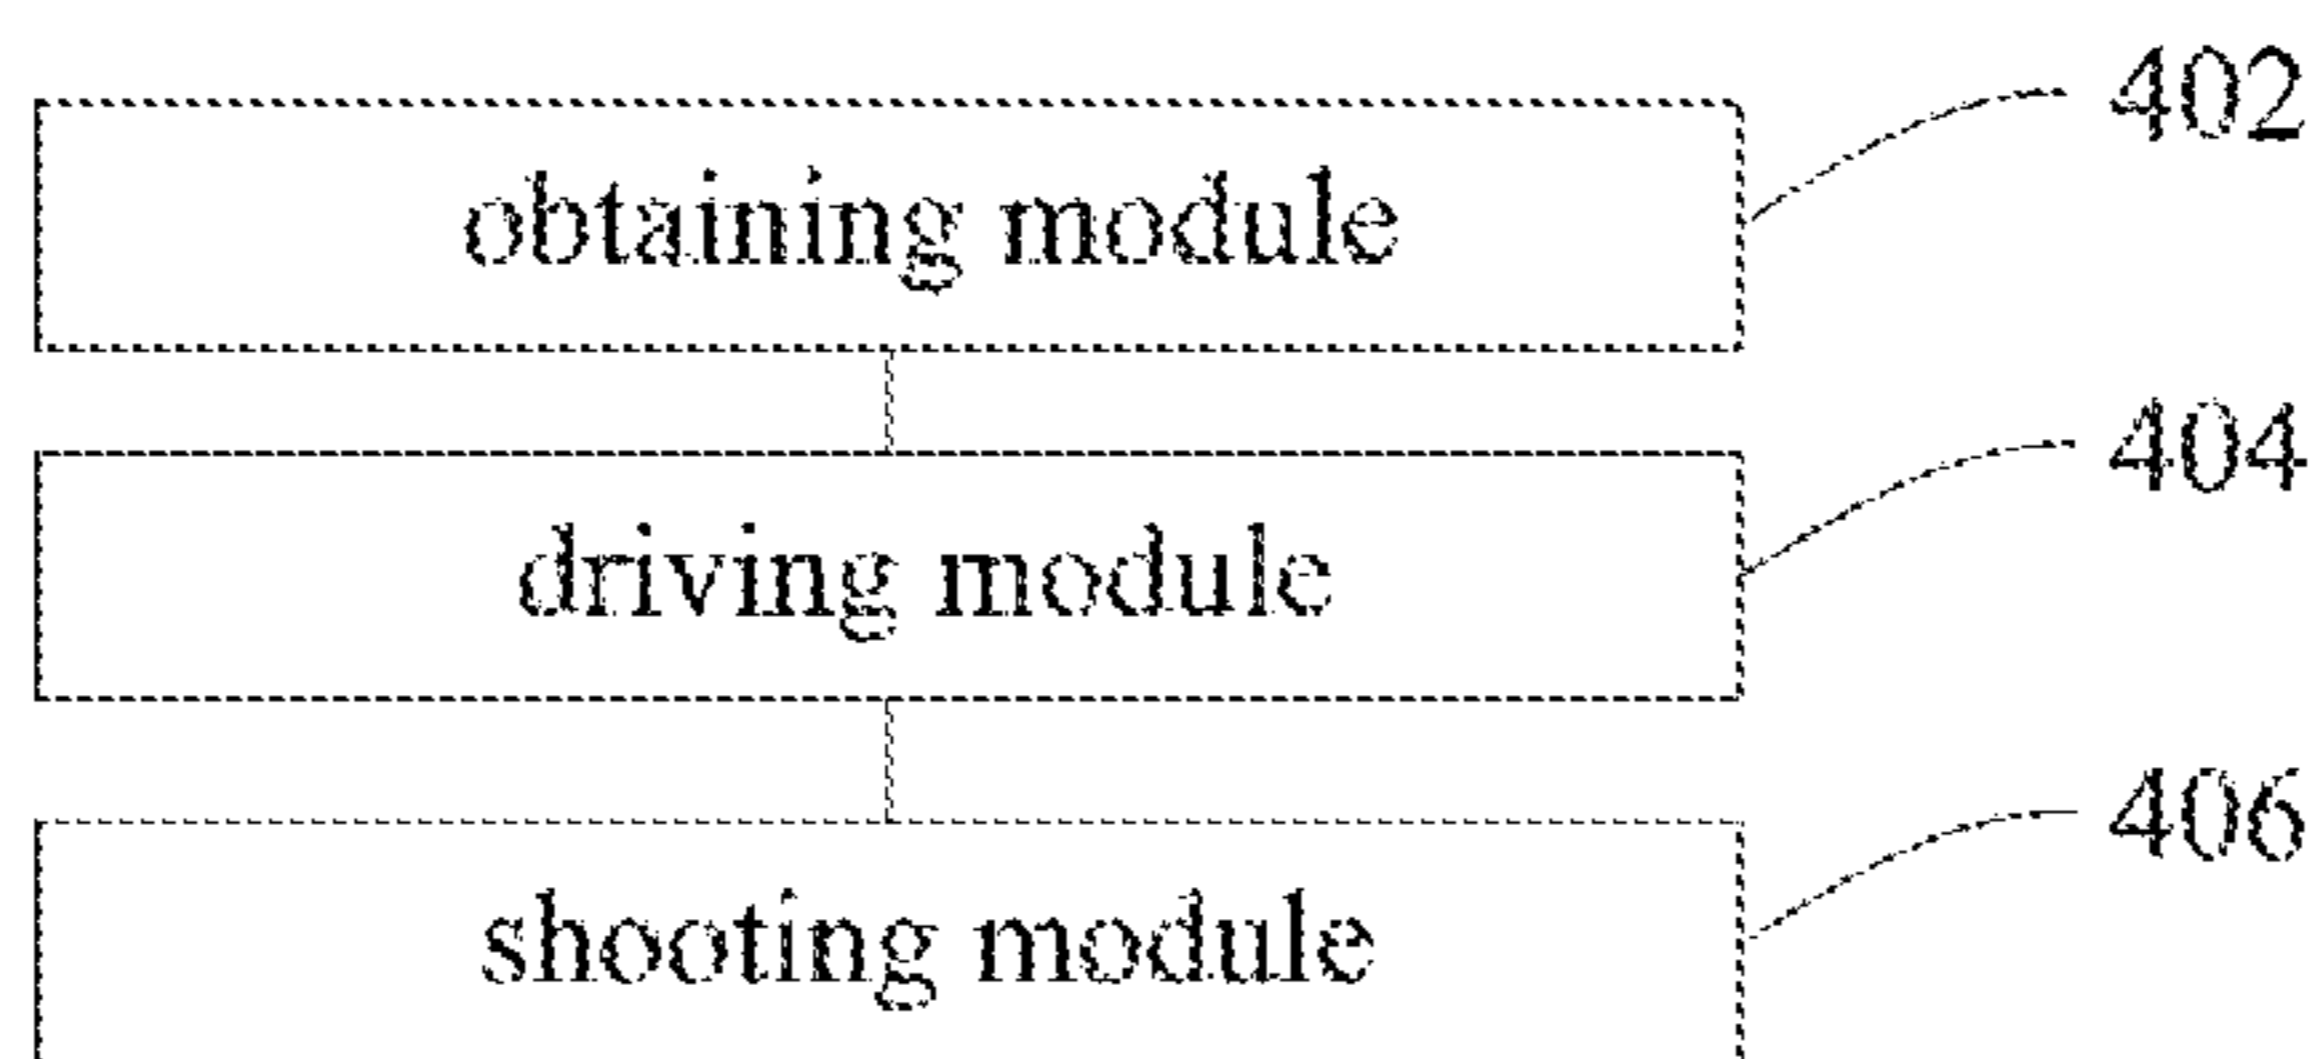 402
obtaining module
404
driving module
406
shooting module